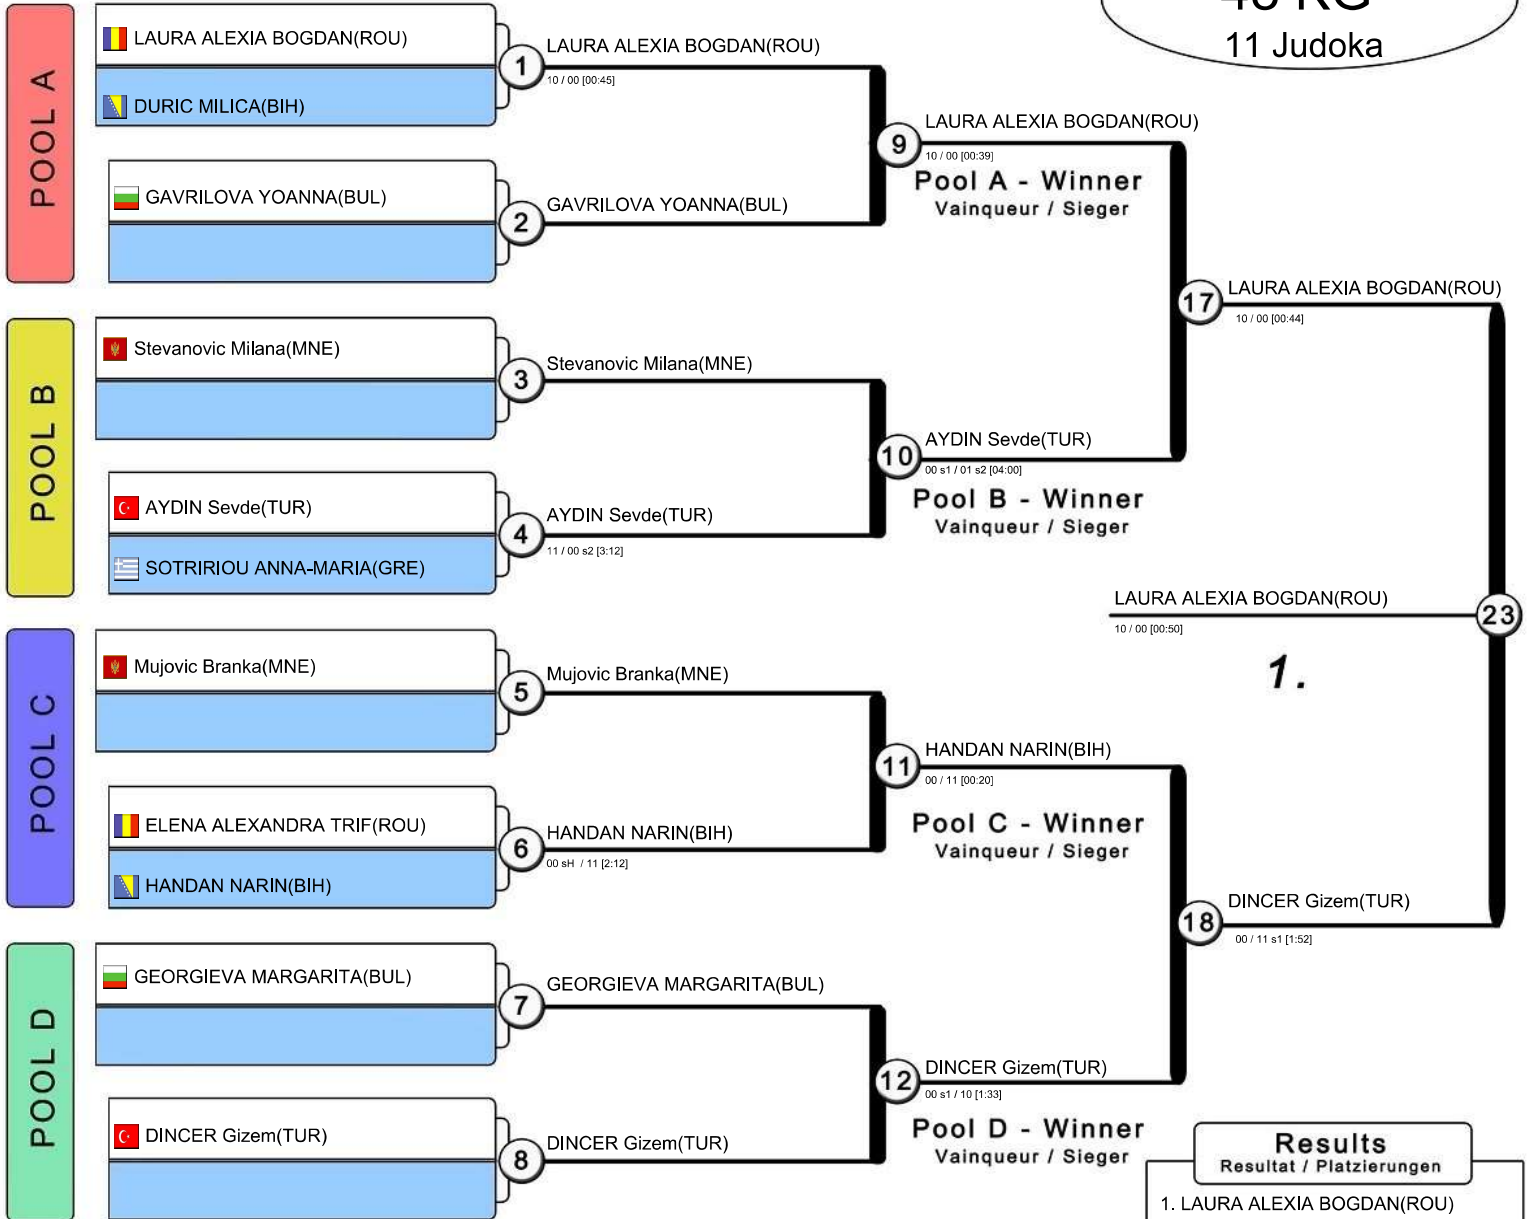 48 KG
11 Judoka
POOL A
LAURA ALEXIA BOGDAN(ROU)
DURIC MILICA(BIH)
1
LAURA ALEXIA BOGDAN(ROU)
10 / 00 [00:45]
GAVRILOVA YOANNA(BUL)
2
GAVRILOVA YOANNA(BUL)
9
LAURA ALEXIA BOGDAN(ROU)
10 / 00 [00:39]
Pool A - Winner
Vainqueur / Sieger
POOL B
Stevanovic Milana(MNE)
3
Stevanovic Milana(MNE)
AYDIN Sevde(TUR)
SOTRIRIOU ANNA-MARIA(GRE)
4
AYDIN Sevde(TUR)
11 / 00 s2 [3:12]
10
AYDIN Sevde(TUR)
00 s1 / 01 s2 [04:00]
Pool B - Winner
Vainqueur / Sieger
17
LAURA ALEXIA BOGDAN(ROU)
10 / 00 [00:44]
LAURA ALEXIA BOGDAN(ROU)
10 / 00 [00:50]
23
1.
POOL C
Mujovic Branka(MNE)
5
Mujovic Branka(MNE)
ELENA ALEXANDRA TRIF(ROU)
HANDAN NARIN(BIH)
6
HANDAN NARIN(BIH)
00 sH / 11 [2:12]
11
HANDAN NARIN(BIH)
00 / 11 [00:20]
Pool C - Winner
Vainqueur / Sieger
18
DINCER Gizem(TUR)
00 / 11 s1 [1:52]
POOL D
GEORGIEVA MARGARITA(BUL)
7
GEORGIEVA MARGARITA(BUL)
DINCER Gizem(TUR)
8
DINCER Gizem(TUR)
12
DINCER Gizem(TUR)
00 s1 / 10 [1:33]
Pool D - Winner
Vainqueur / Sieger
Results
Resultat / Platzierungen
1. LAURA ALEXIA BOGDAN(ROU)